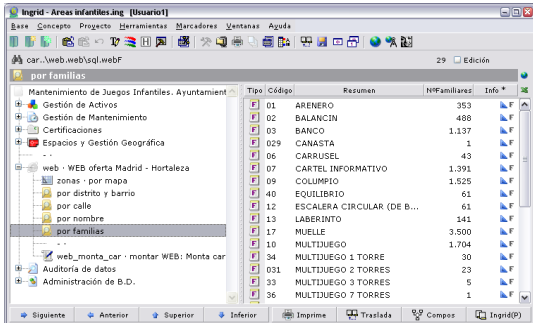 Ingrid - Areas infantiles.ing [Usuario1]
Base Concepto Proyecto Herramientas Marcadores Ventanas Ayuda
car..\web.web\sql.webF 29 Edición
por familias
Mantenimiento de Juegos Infantiles. Ayuntamient
Gestión de Activos
Gestión de Mantenimiento
Certificaciones
Espacios y Gestión Geográfica
- ·
web · WEB oferta Madrid - Hortaleza
zonas · por mapa
por distrito y barrio
por calle
por nombre
por familias
- ·
web_monta_car · montar WEB: Monta car
Auditoría de datos
Administración de B.D.
Tipo Código Resumen NºFamiliares Info *
F 01 ARENERO 353 F
F 02 BALANCIN 488 F
F 03 BANCO 1.137 F
F 029 CANASTA 1 F
F 06 CARRUSEL 43 F
F 07 CARTEL INFORMATIVO 1.391 F
F 09 COLUMPIO 1.525 F
F 40 EQUILIBRIO 61 F
F 12 ESCALERA CIRCULAR (DE B... 61 F
F 13 LABERINTO 141 F
F 17 MUELLE 3.500 F
F 10 MULTIJUEGO 1.704 F
F 34 MULTIJUEGO 1 TORRE 30 F
F 031 MULTIJUEGO 2 TORRES 23 F
F 33 MULTIJUEGO 3 TORRES 5 F
F 36 MULTIJUEGO 7 TORRES 1 F
Siguiente Anterior Superior Inferior Imprime Traslada Compos Ingrid(P)